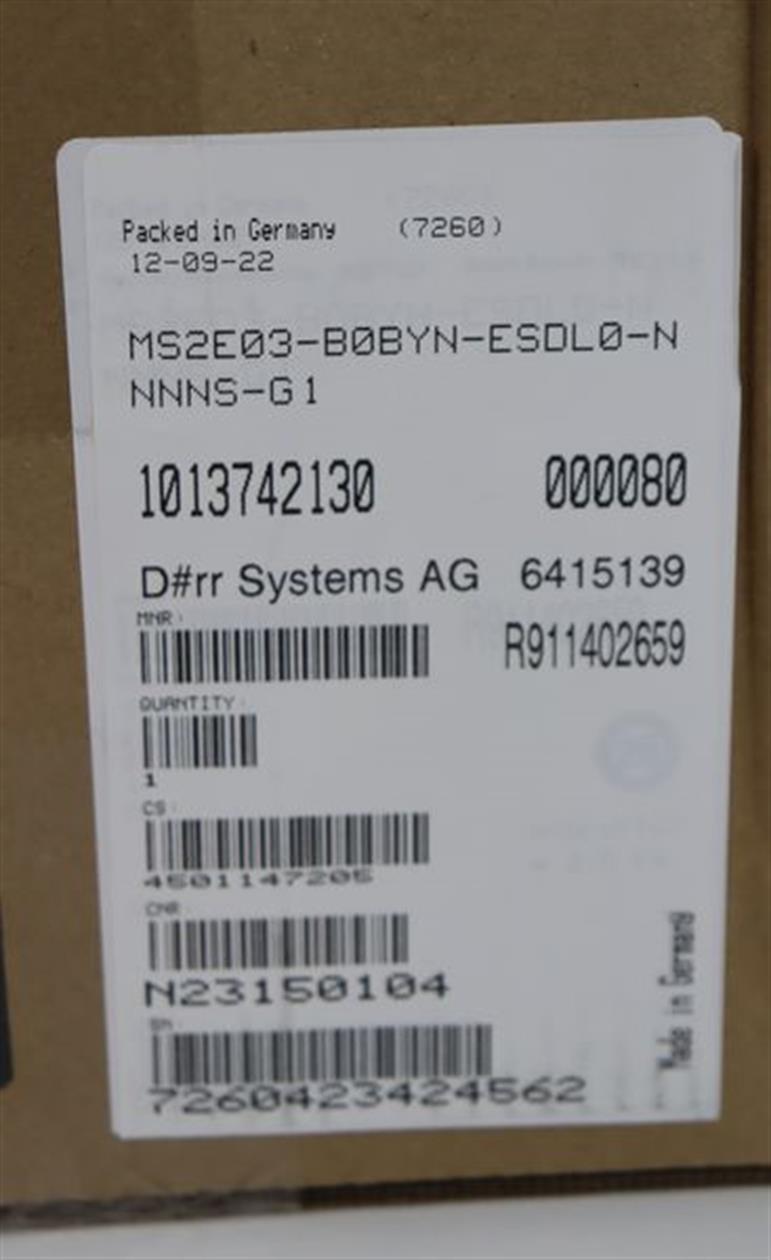 Packed in Germany (7260)
12-09-22
MS2E03-B0BYN-ESDL0-N
NNNS-G1
1013742130 000080
D#rr Systems AG 6415139
MNR:
R911402659
QUANTITY:
1
CS:
4501147205
CNR:
N23150104
Sn:
7260423424562
Made in Germany